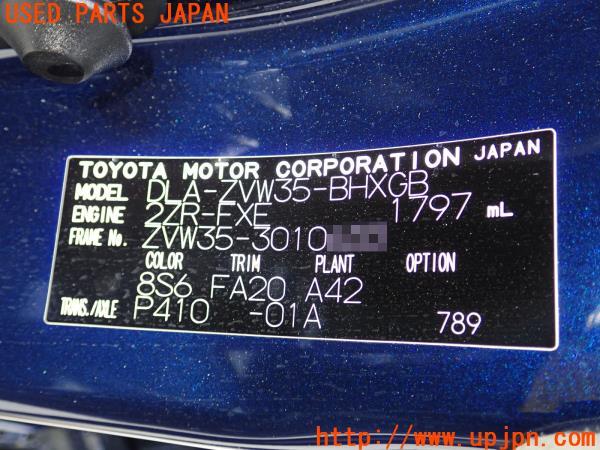 USED PARTS JAPAN
TOYOTA MOTOR CORPORATION JAPAN
MODEL DLA-ZVW35-BHXGB
ENGINE 2ZR-FXE 1797 mL
FRAME No. ZVW35-3010
COLOR TRIM PLANT OPTION
8S6 FA20 A42
TRANS./AXLE P410 -01A 789
http://www.upjpn.com